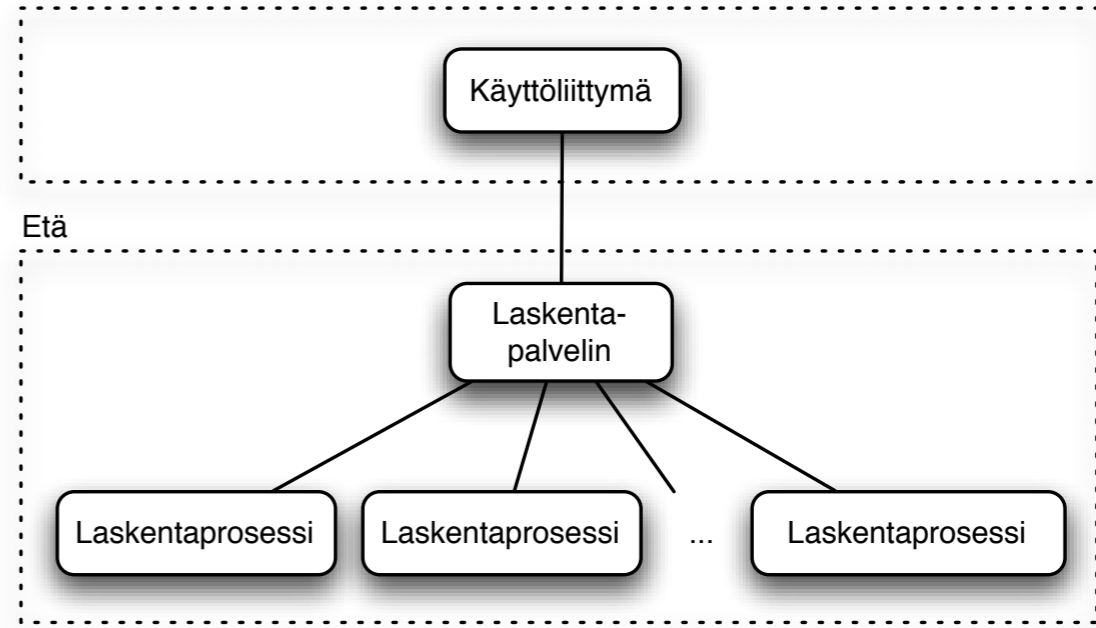 Käyttöliittymä
Etä
Laskenta-
palvelin
Laskentaprosessi
Laskentaprosessi
...
Laskentaprosessi